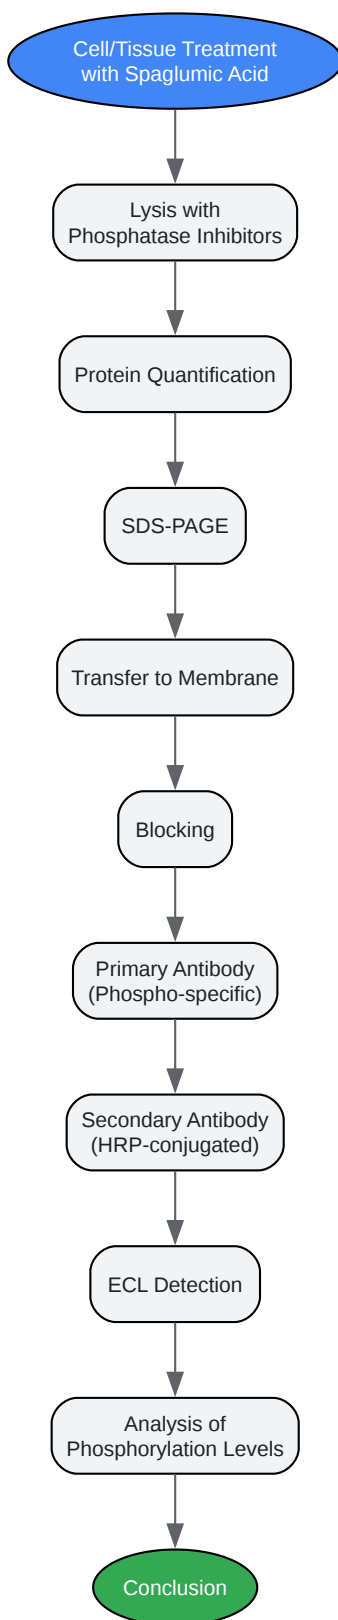 Cell/Tissue Treatment
with Spaglumic Acid
Lysis with
Phosphatase Inhibitors
Protein Quantification
SDS-PAGE
Transfer to Membrane
Blocking
Primary Antibody
(Phospho-specific)
Secondary Antibody
(HRP-conjugated)
ECL Detection
Analysis of
Phosphorylation Levels
Conclusion